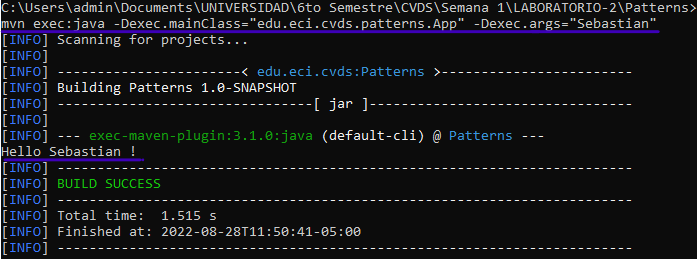 C:\Users\admin\Documents\UNIVERSIDAD\6to Semestre\CVDS\Semana 1\LABORATORIO-2\Patterns>
mvn exec:java -Dexec.mainClass="edu.eci.cvds.patterns.App" -Dexec.args="Sebastian"
[INFO] Scanning for projects...
[INFO]
[INFO] ------------------------< edu.eci.cvds:Patterns >------------------------
[INFO] Building Patterns 1.0-SNAPSHOT
[INFO] --------------------------------[ jar ]---------------------------------
[INFO]
[INFO] --- exec-maven-plugin:3.1.0:java (default-cli) @ Patterns ---
Hello Sebastian !
[INFO] ------------------------------------------------------------------------
[INFO] BUILD SUCCESS
[INFO] ------------------------------------------------------------------------
[INFO] Total time:  1.515 s
[INFO] Finished at: 2022-08-28T11:50:41-05:00
[INFO] ------------------------------------------------------------------------